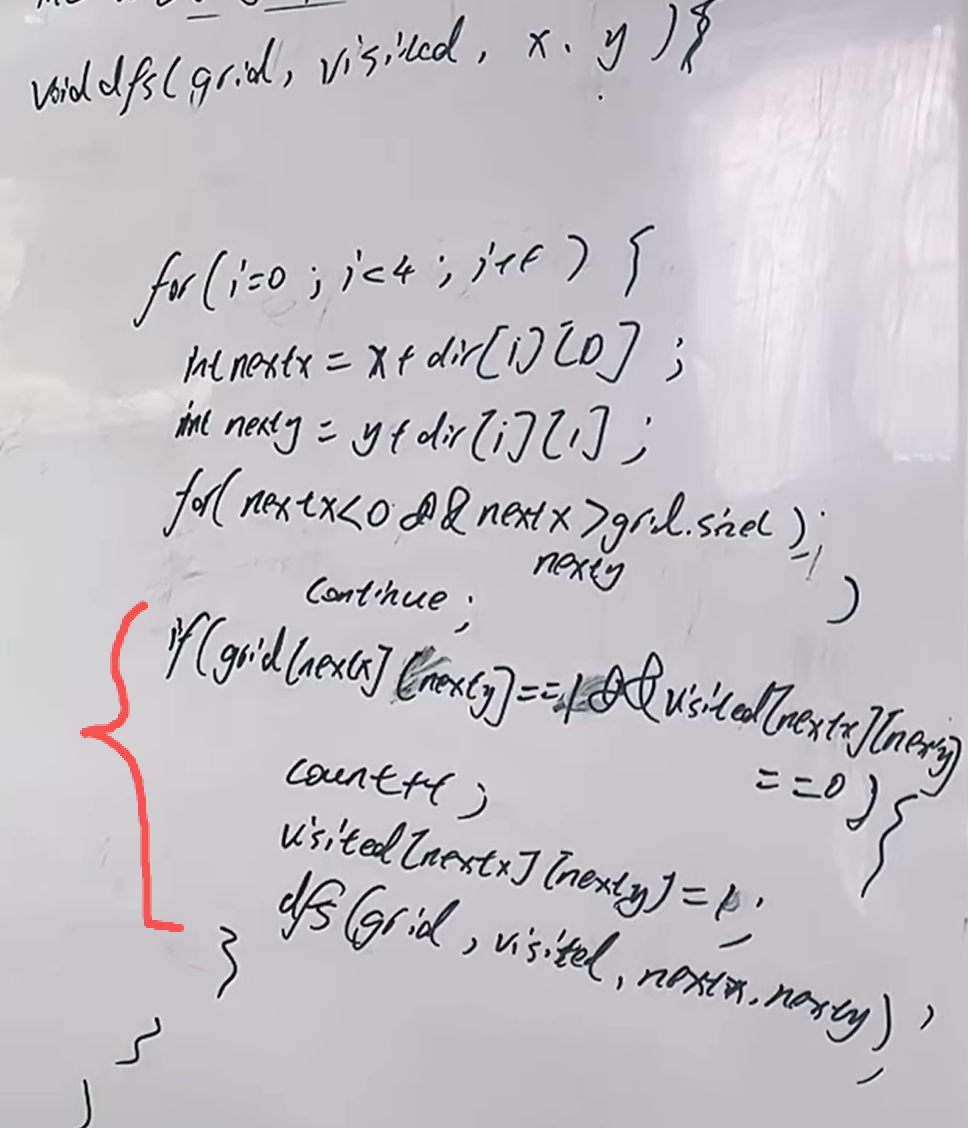 void dfs(grid, visited, x, y){
for(i=0 ; i<4 ; i++ ) {
int nextx = x+dir[i][0] ;
int nexty = y+dir[i][1] ;
for( nextx<0 && nextx >grid.size( ) -1
nexty )
continue ;
if(grid[nextx][nexty]==1&&visited[nextx][nexty]
==0 ) {
count++ ;
visited[nextx][nexty]=1 ;
dfs(grid , visited , nextx, nexty) ;
}
}
}